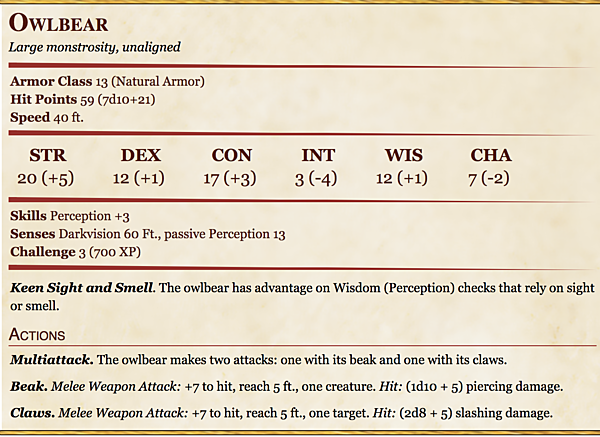 Owlbear
Large monstrosity, unaligned
Armor Class 13 (Natural Armor)
Hit Points 59 (7d10+21)
Speed 40 ft.
STR DEX CON INT WIS CHA
20 (+5) 12 (+1) 17 (+3) 3 (-4) 12 (+1) 7 (-2)
Skills Perception +3
Senses Darkvision 60 Ft., passive Perception 13
Challenge 3 (700 XP)
Keen Sight and Smell. The owlbear has advantage on Wisdom (Perception) checks that rely on sight
or smell.
Actions
Multiattack. The owlbear makes two attacks: one with its beak and one with its claws.
Beak. Melee Weapon Attack: +7 to hit, reach 5 ft., one creature. Hit: (1d10 + 5) piercing damage.
Claws. Melee Weapon Attack: +7 to hit, reach 5 ft., one target. Hit: (2d8 + 5) slashing damage.